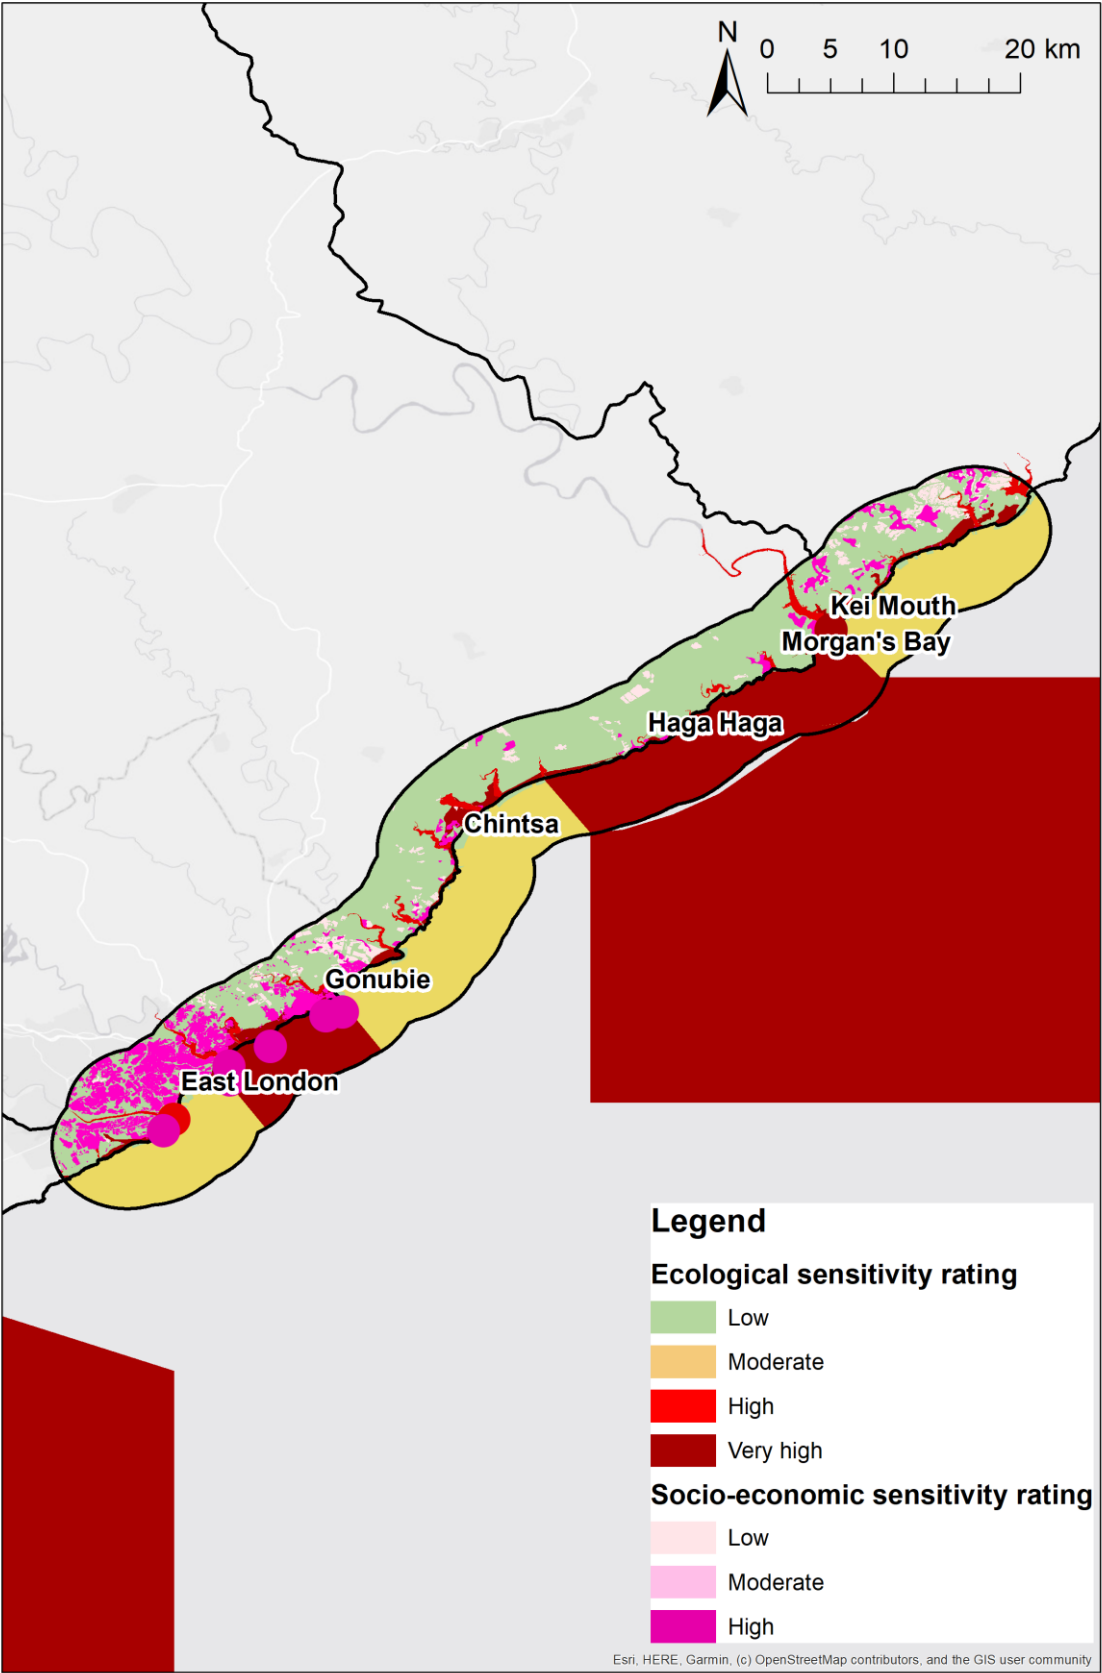 N
0 5 10 20 km
Kei Mouth
Morgan's Bay
Haga Haga
Chintsa
Gonubie
East London
Legend
Ecological sensitivity rating
Low
Moderate
High
Very high
Socio-economic sensitivity rating
Low
Moderate
High
Esri, HERE, Garmin, (c) OpenStreetMap contributors, and the GIS user community